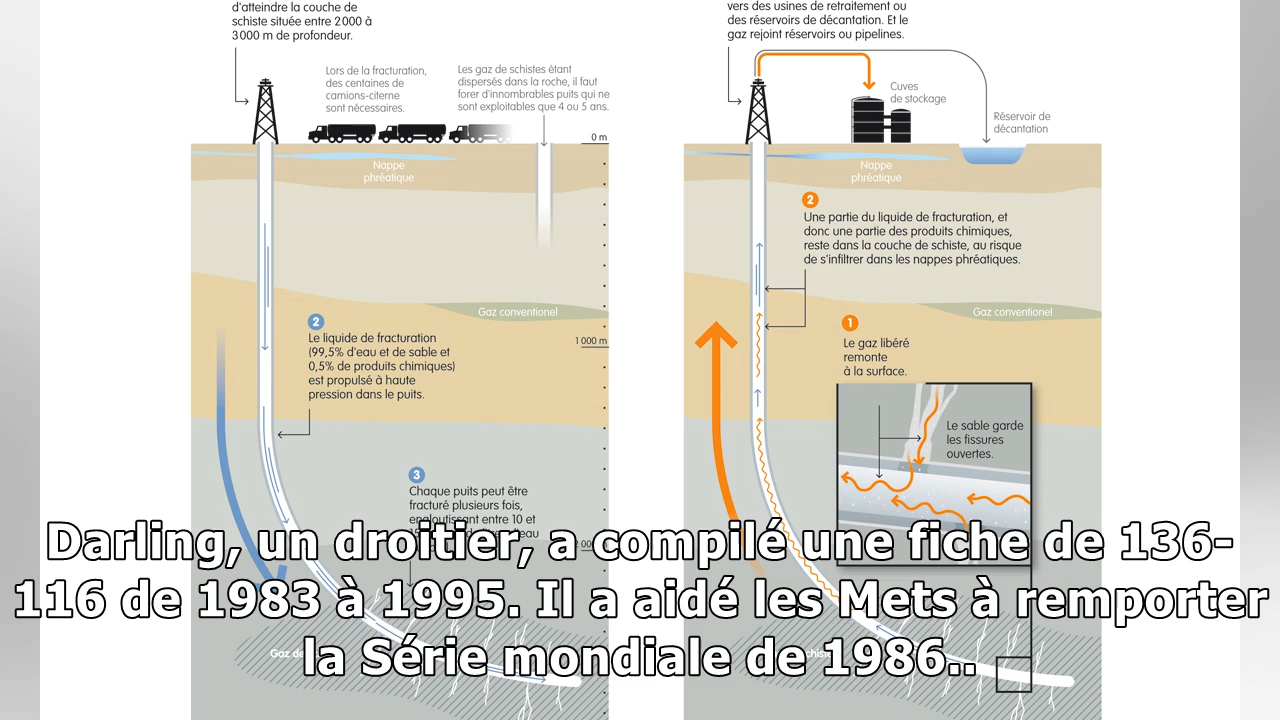 d'atteindre la couche de
schiste située entre 2 000 à
3 000 m de profondeur.
Lors de la fracturation,
des centaines de
camions-citerne
sont nécessaires.
Les gaz de schistes étant
dispersés dans la roche, il faut
forer d'innombrables puits qui ne
sont exploitables que 4 ou 5 ans.
0 m
Nappe
phréatique
Gaz conventionel
2
Le liquide de fracturation
(99,5% d'eau et de sable et
0,5% de produits chimiques)
est propulsé à haute
pression dans le puits.
1 000 m
3
Chaque puits peut être
fracturé plusieurs fois,
engloutissant entre 10 et
vers des usines de retraitement ou
des réservoirs de décantation. Et le
gaz rejoint réservoirs ou pipelines.
Cuves
de stockage
Réservoir de
décantation
Nappe
phréatique
2
Une partie du liquide de fracturation, et
donc une partie des produits chimiques,
reste dans la couche de schiste, au risque
de s'infiltrer dans les nappes phréatiques.
Gaz conventionel
1
Le gaz libéré
remonte
à la surface.
Le sable garde
les fissures
ouvertes.
Darling, un droitier, a compilé une fiche de 136-
116 de 1983 à 1995. Il a aidé les Mets à remporter
la Série mondiale de 1986..